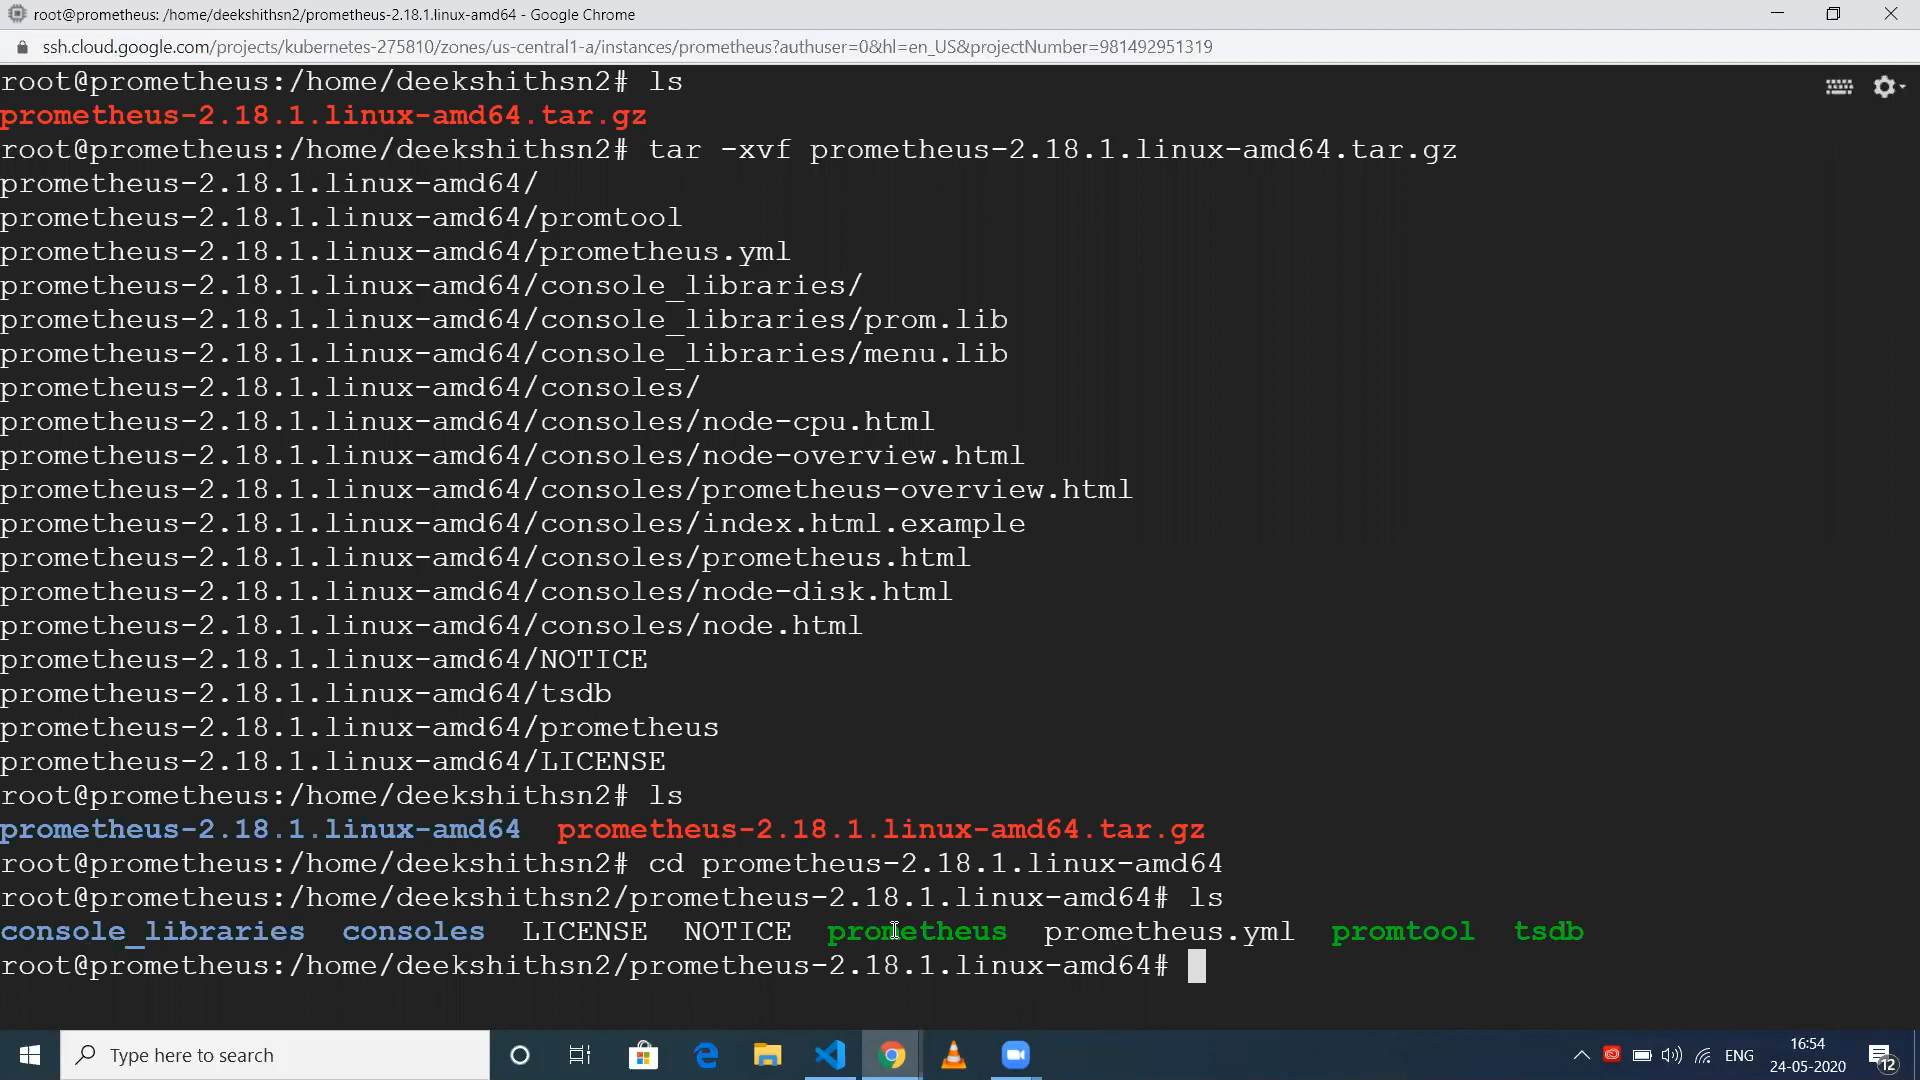 root@prometheus: /home/deekshithsn2/prometheus-2.18.1.linux-amd64 - Google Chrome
ssh.cloud.google.com/projects/kubernetes-275810/zones/us-central1-a/instances/prometheus?authuser=0&hl=en_US&projectNumber=981492951319
root@prometheus:/home/deekshithsn2# ls
prometheus-2.18.1.linux-amd64.tar.gz
root@prometheus:/home/deekshithsn2# tar -xvf prometheus-2.18.1.linux-amd64.tar.gz
prometheus-2.18.1.linux-amd64/
prometheus-2.18.1.linux-amd64/promtool
prometheus-2.18.1.linux-amd64/prometheus.yml
prometheus-2.18.1.linux-amd64/console_libraries/
prometheus-2.18.1.linux-amd64/console_libraries/prom.lib
prometheus-2.18.1.linux-amd64/console_libraries/menu.lib
prometheus-2.18.1.linux-amd64/consoles/
prometheus-2.18.1.linux-amd64/consoles/node-cpu.html
prometheus-2.18.1.linux-amd64/consoles/node-overview.html
prometheus-2.18.1.linux-amd64/consoles/prometheus-overview.html
prometheus-2.18.1.linux-amd64/consoles/index.html.example
prometheus-2.18.1.linux-amd64/consoles/prometheus.html
prometheus-2.18.1.linux-amd64/consoles/node-disk.html
prometheus-2.18.1.linux-amd64/consoles/node.html
prometheus-2.18.1.linux-amd64/NOTICE
prometheus-2.18.1.linux-amd64/tsdb
prometheus-2.18.1.linux-amd64/prometheus
prometheus-2.18.1.linux-amd64/LICENSE
root@prometheus:/home/deekshithsn2# ls
prometheus-2.18.1.linux-amd64  prometheus-2.18.1.linux-amd64.tar.gz
root@prometheus:/home/deekshithsn2# cd prometheus-2.18.1.linux-amd64
root@prometheus:/home/deekshithsn2/prometheus-2.18.1.linux-amd64# ls
console_libraries  consoles  LICENSE  NOTICE  prometheus  prometheus.yml  promtool  tsdb
root@prometheus:/home/deekshithsn2/prometheus-2.18.1.linux-amd64#
Type here to search
ENG
16:54
24-05-2020
12